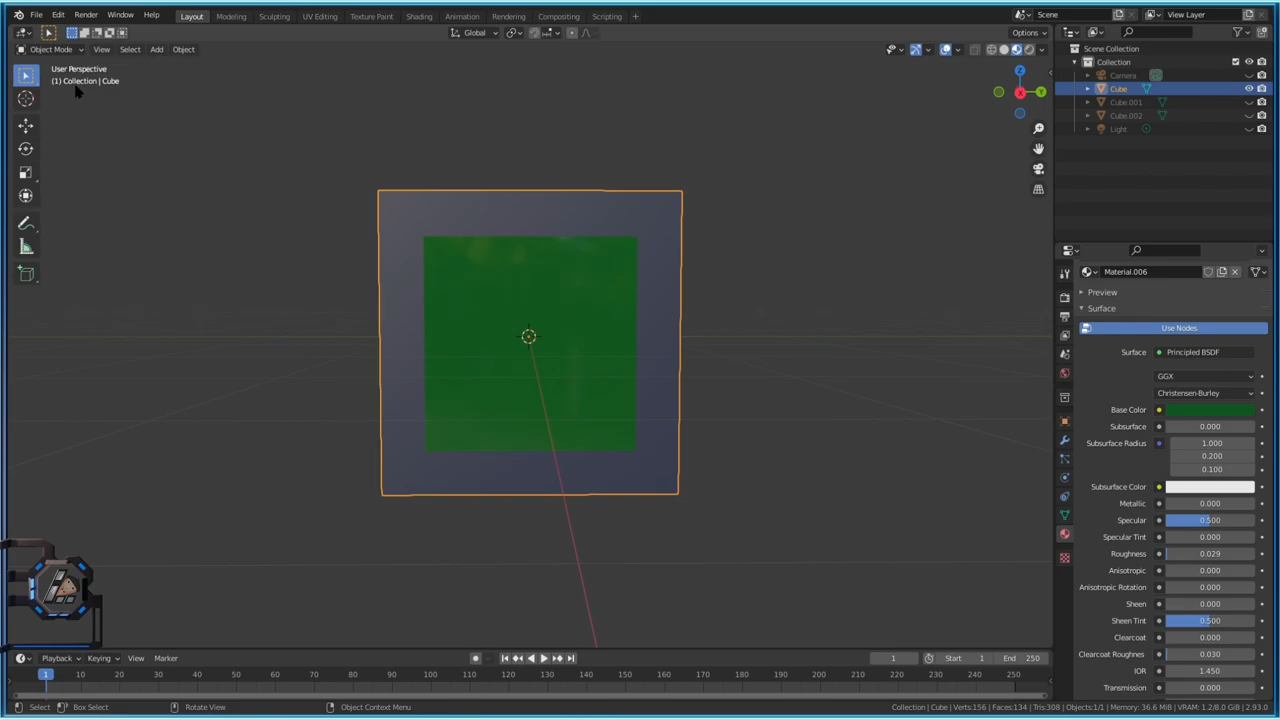 File Edit Render Window Help Layout Modeling Sculpting UV Editing Texture Paint Shading Animation Rendering Compositing Scripting + Scene View Layer
Global Options
Object Mode View Select Add Object
User Perspective
(1) Collection | Cube
Z
X
Y
Scene Collection
Collection
Camera
Cube
Cube.001
Cube.002
Light
Material.006
Preview
Surface
Use Nodes
Surface Principled BSDF
GGX
Christensen-Burley
Base Color
Subsurface 0.000
Subsurface Radius 1.000
0.200
0.100
Subsurface Color
Metallic 0.000
Specular 0.500
Specular Tint 0.000
Roughness 0.029
Anisotropic 0.000
Anisotropic Rotation 0.000
Sheen 0.000
Sheen Tint 0.500
Clearcoat 0.000
Clearcoat Roughnes 0.030
IOR 1.450
Transmission 0.000
Playback Keying View Marker 1 Start 1 End 250
1 10 20 30 40 50 60 70 80 90 100 110 120 130 140 150 160 170 180 190 200 210 220 230 240 250
Select Box Select Rotate View Object Context Menu Collection | Cube | Verts:156 | Faces:134 | Tris:308 | Objects:1/1 | Memory: 36.6 MiB | VRAM: 1.2/8.0 GiB | 2.93.0